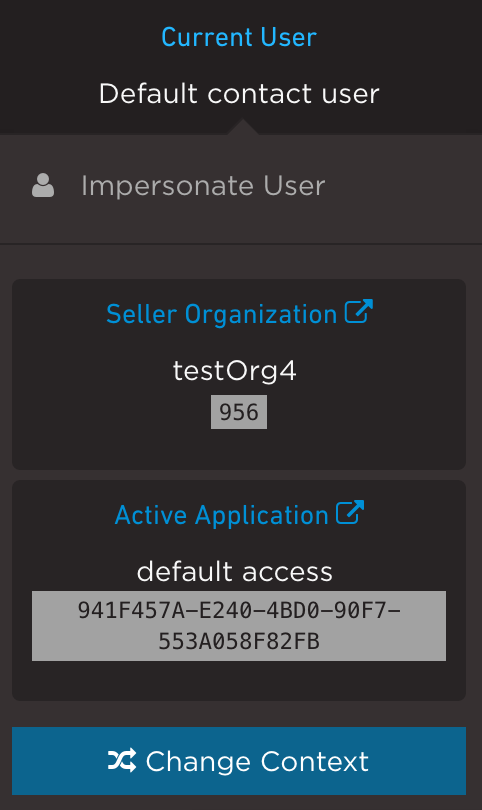 Current User
Default contact user
Impersonate User
Seller Organization
testOrg4
956
Active Application
default access
941F457A-E240-4BD0-90F7-
553A058F82FB
Change Context